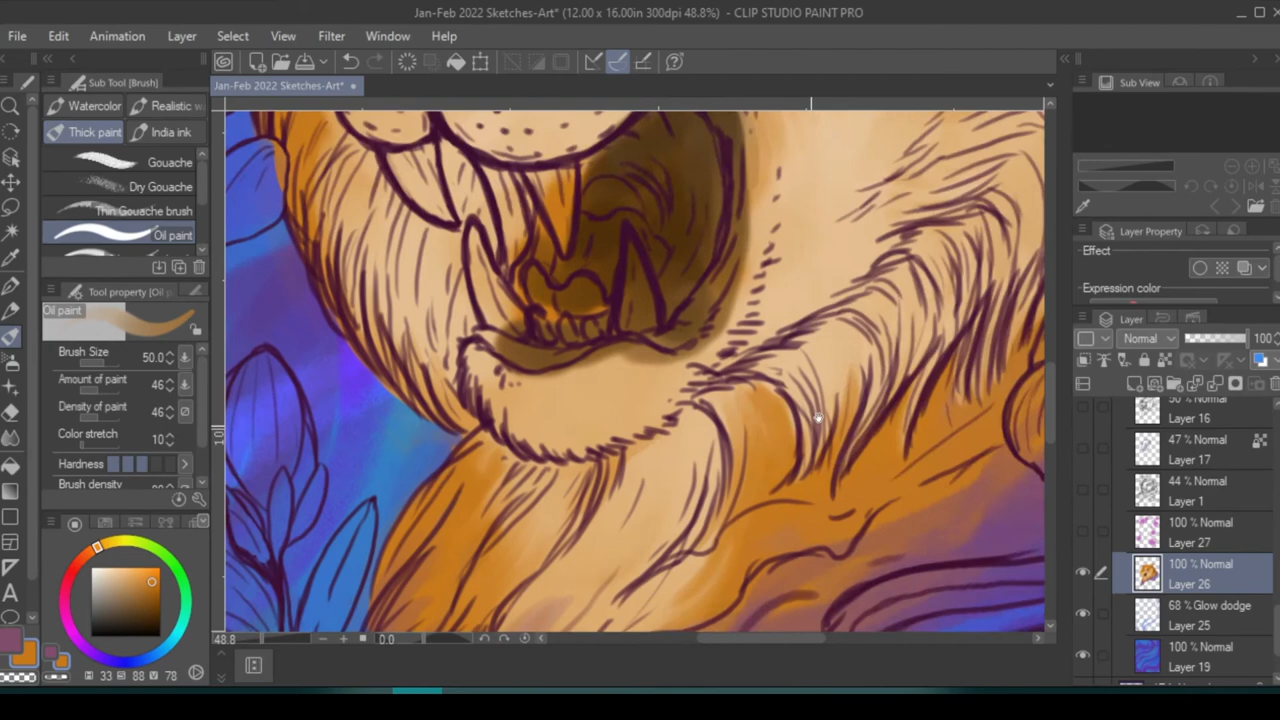 Jan-Feb 2022 Sketches-Art* (12.00 x 16.00in 300dpi 48.8%) - CLIP STUDIO PAINT PRO
File Edit Animation Layer Select View Filter Window Help
Sub Tool [Brush]
Jan-Feb 2022 Sketches-Art*
Sub View
Watercolor Realistic w
Thick paint India ink
Gouache
Dry Gouache
Thin Gouache brush
Oil paint
Tool property [Oil p
Oil paint
Brush Size 50.0
Amount of paint 46
Density of paint 46
Color stretch 10
Hardness
Brush density
33 S 88 V 78
48.8 0.0
10
Layer Property
Effect
Expression color
Layer
Normal 100
50 % Normal
Layer 16
47 % Normal
Layer 17
44 % Normal
Layer 1
100 % Normal
Layer 27
100 % Normal
Layer 26
68 % Glow dodge
Layer 25
100 % Normal
Layer 19